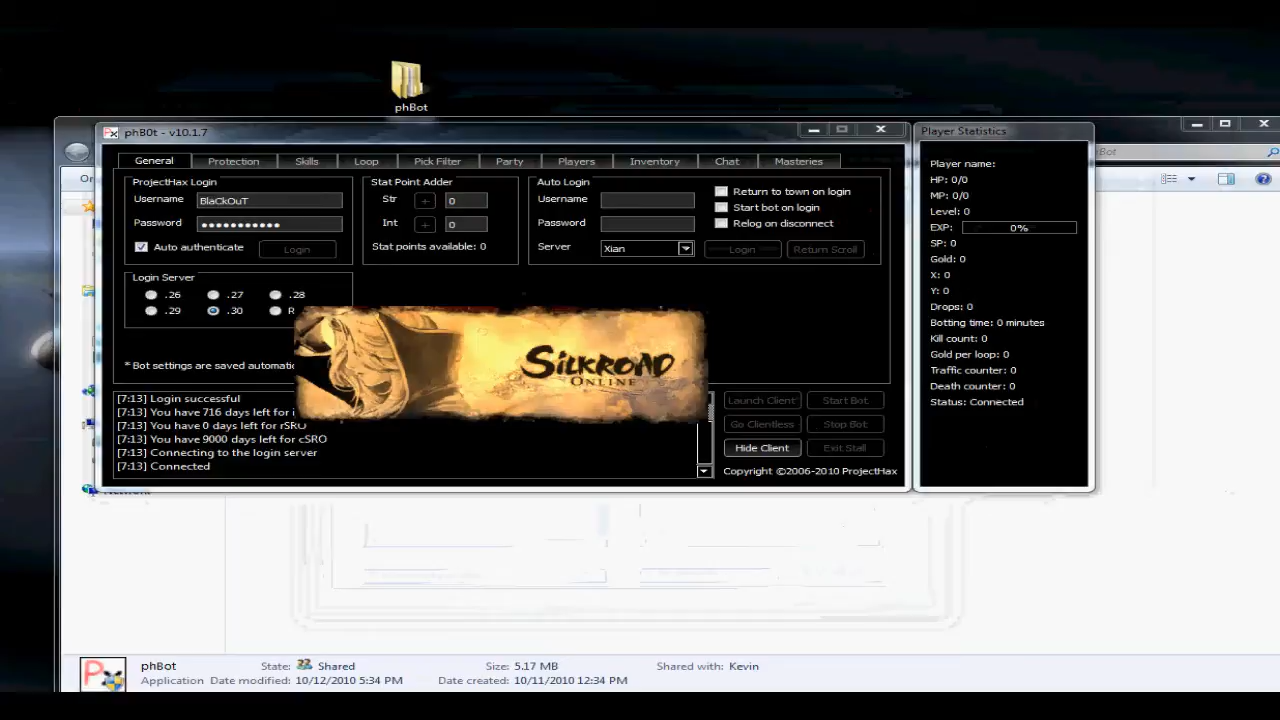 phBot
phB0t - v10.1.7
General
Protection
Skills
Loop
Pick Filter
Party
Players
Inventory
Chat
Masteries
ProjectHax Login
Username
BlaCkOuT
Password
Auto authenticate
Login
Stat Point Adder
Str
+
0
Int
+
0
Stat points available: 0
Auto Login
Username
Password
Server
Xian
Return to town on login
Start bot on login
Relog on disconnect
Login
Return Scroll
Login Server
.26
.27
.28
.29
.30
R
* Bot settings are saved automatic
SILKROAD
ONLINE
[7:13] Login successful
[7:13] You have 716 days left for i
[7:13] You have 0 days left for rSRO
[7:13] You have 9000 days left for cSRO
[7:13] Connecting to the login server
[7:13] Connected
Launch Client
Start Bot
Go Clientless
Stop Bot
Hide Client
Exit Stall
Copyright ©2006-2010 ProjectHax
Player Statistics
Player name:
HP: 0/0
MP: 0/0
Level: 0
EXP:
0%
SP: 0
Gold: 0
X: 0
Y: 0
Drops: 0
Botting time: 0 minutes
Kill count: 0
Gold per loop: 0
Traffic counter: 0
Death counter: 0
Status: Connected
Bot
Or
phBot
State:
Shared
Size: 5.17 MB
Shared with: Kevin
Application
Date modified: 10/12/2010 5:34 PM
Date created: 10/11/2010 12:34 PM